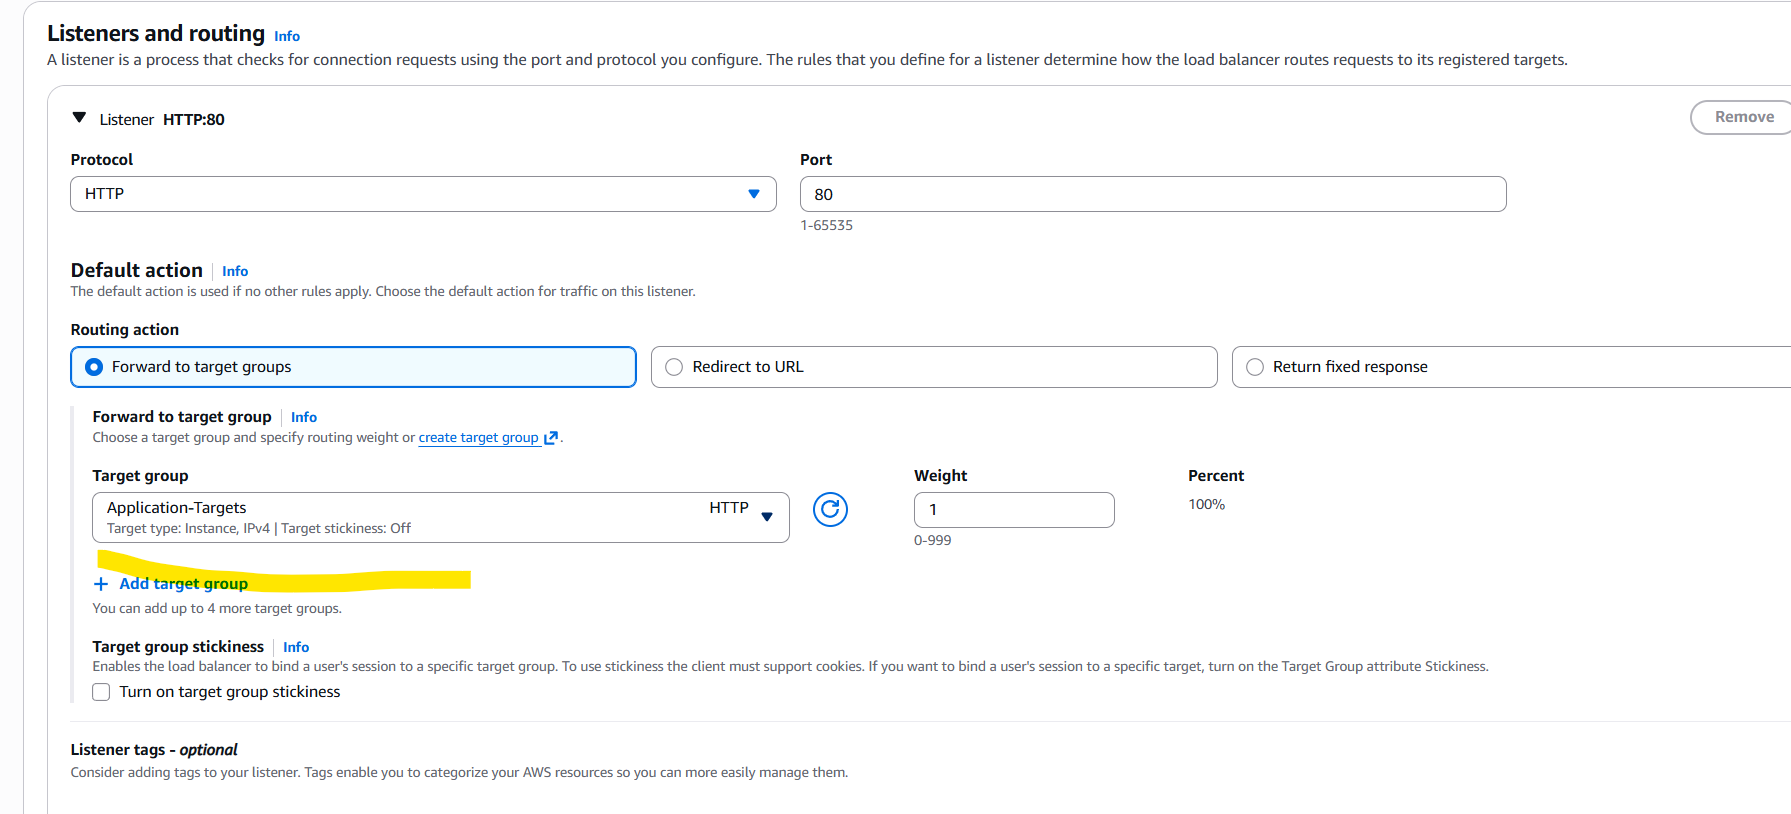 Listeners and routing Info
A listener is a process that checks for connection requests using the port and protocol you configure. The rules that you define for a listener determine how the load balancer routes requests to its registered targets.
Listener HTTP:80
Remove
Protocol
Port
HTTP
80
1-65535
Default action Info
The default action is used if no other rules apply. Choose the default action for traffic on this listener.
Routing action
Forward to target groups
Redirect to URL
Return fixed response
Forward to target group Info
Choose a target group and specify routing weight or create target group.
Target group
Weight
Percent
Application-Targets
HTTP
Target type: Instance, IPv4 | Target stickiness: Off
1
100%
0-999
+ Add target group
You can add up to 4 more target groups.
Target group stickiness Info
Enables the load balancer to bind a user's session to a specific target group. To use stickiness the client must support cookies. If you want to bind a user's session to a specific target, turn on the Target Group attribute Stickiness.
Turn on target group stickiness
Listener tags - optional
Consider adding tags to your listener. Tags enable you to categorize your AWS resources so you can more easily manage them.